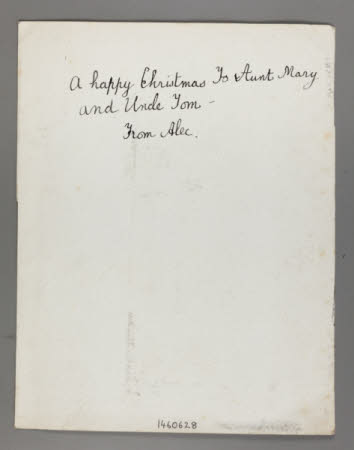 A happy Christmas To Aunt Mary
and Uncle Tom -
From Alec.
1460628